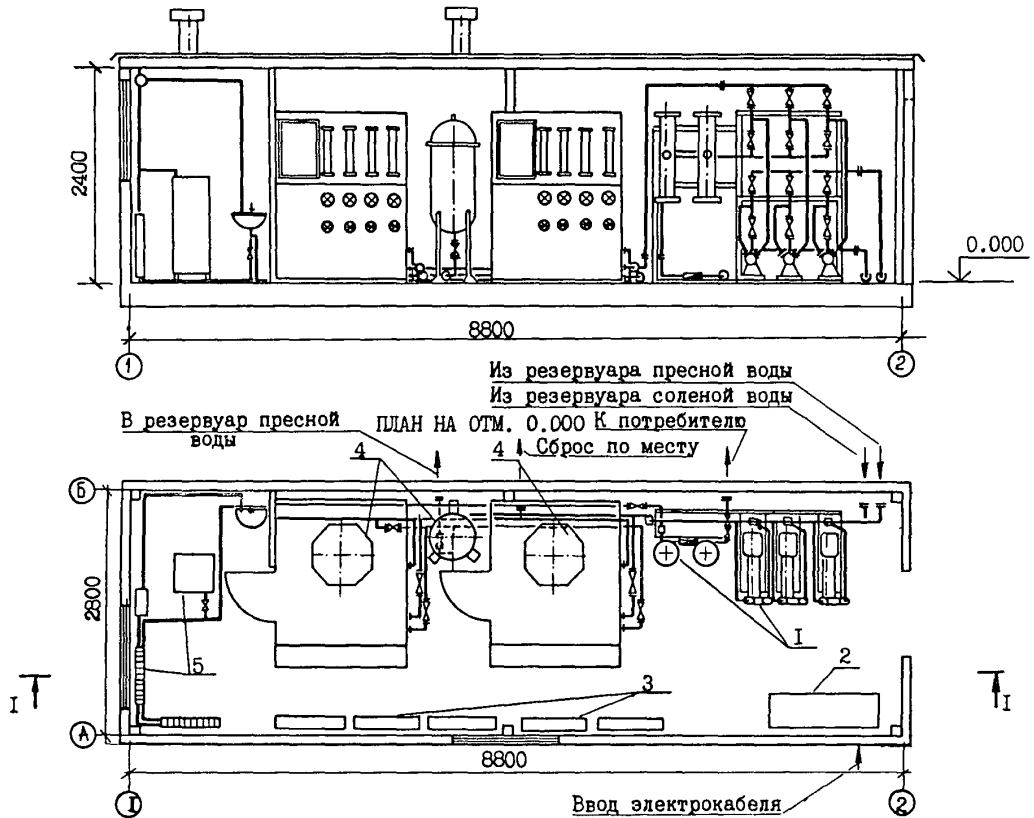 2400
0.000
8800
1
2
Из резервуара пресной воды
Из резервуара соленой воды
В резервуар пресной
воды
ПЛАН НА ОТМ. 0.000
К потребителю
Сброс по месту
4
4
Б
2800
5
I
2
3
I
I
А
8800
I
2
Ввод электрокабеля